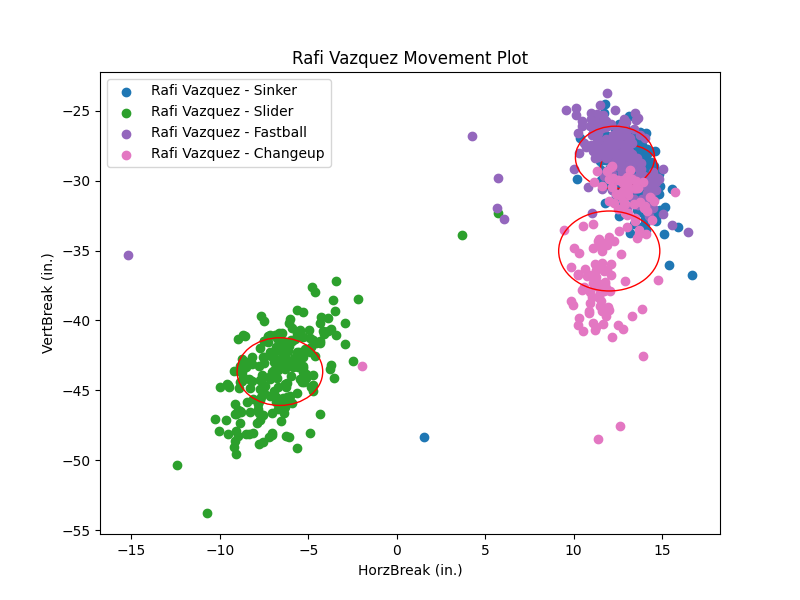 Rafi Vazquez Movement Plot
Rafi Vazquez - Sinker
Rafi Vazquez - Slider
Rafi Vazquez - Fastball
Rafi Vazquez - Changeup
VertBreak (in.)
−25
−30
−35
−40
−45
−50
−55
−15
−10
−5
0
5
10
15
HorzBreak (in.)